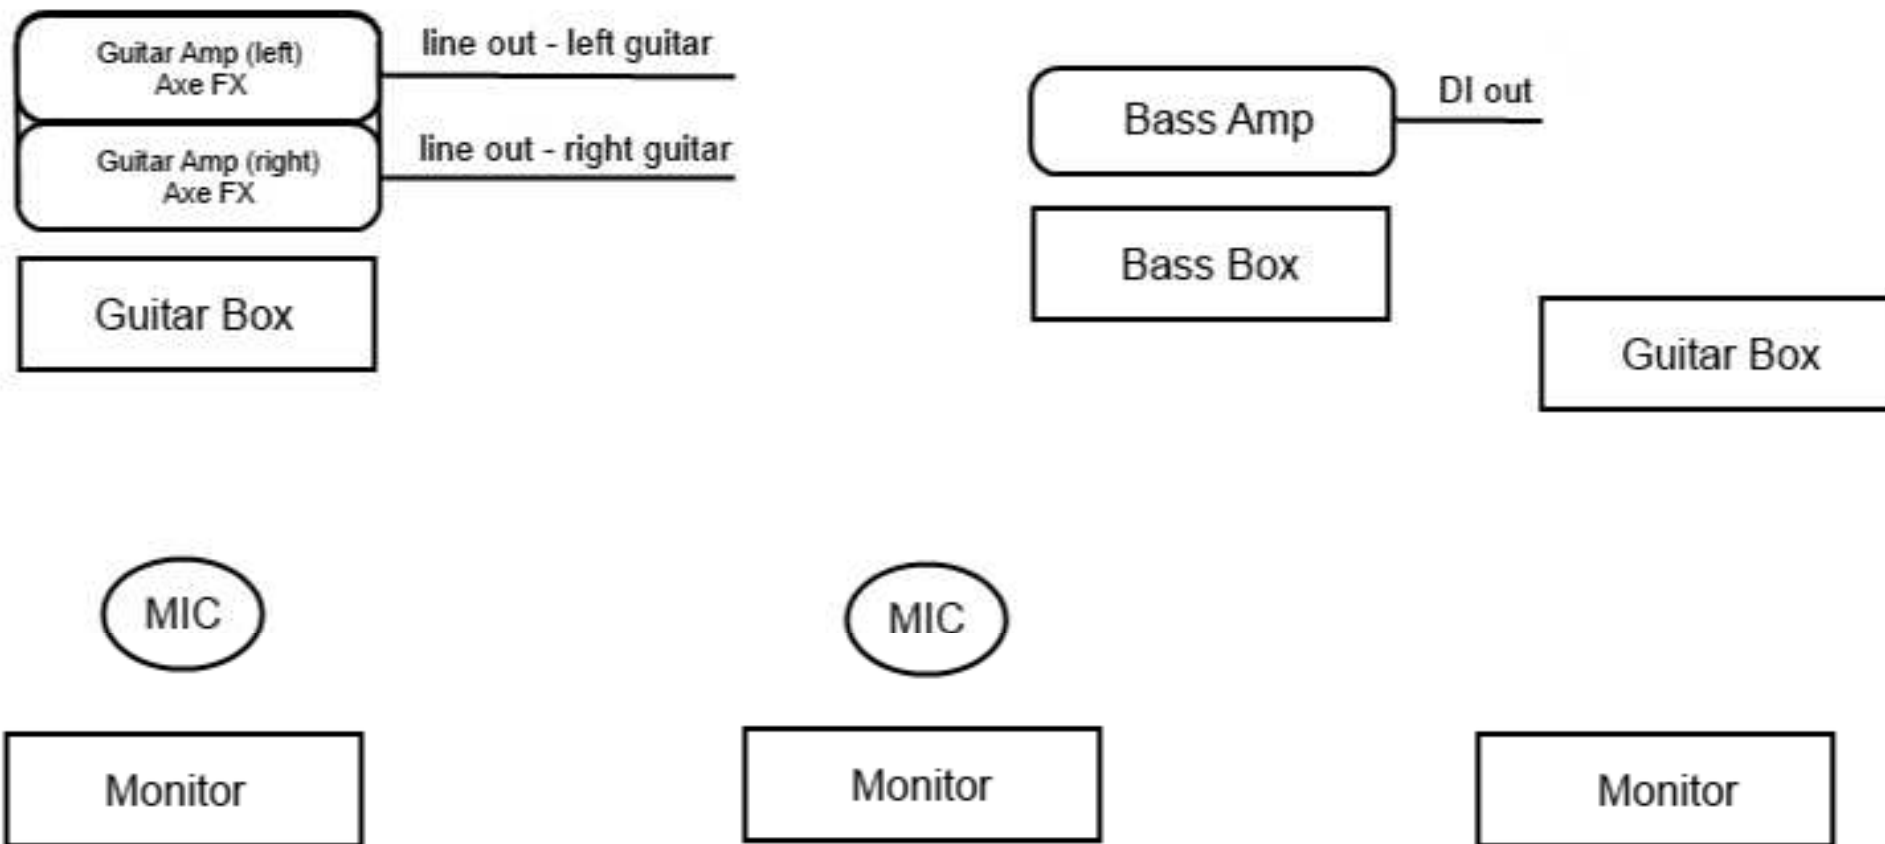 Guitar Amp (left)
Axe FX
line out - left guitar
Guitar Amp (right)
Axe FX
line out - right guitar
Guitar Box
Bass Amp
DI out
Bass Box
Guitar Box
MIC
MIC
Monitor
Monitor
Monitor